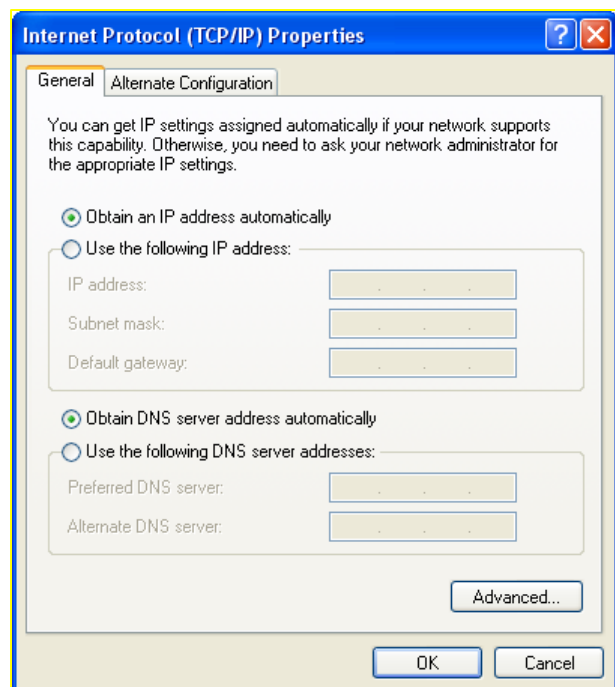 Internet Protocol (TCP/IP) Properties
General
Alternate Configuration
You can get IP settings assigned automatically if your network supports
this capability. Otherwise, you need to ask your network administrator for
the appropriate IP settings.
Obtain an IP address automatically
Use the following IP address:
IP address:
Subnet mask:
Default gateway:
Obtain DNS server address automatically
Use the following DNS server addresses:
Preferred DNS server:
Alternate DNS server:
Advanced...
OK
Cancel